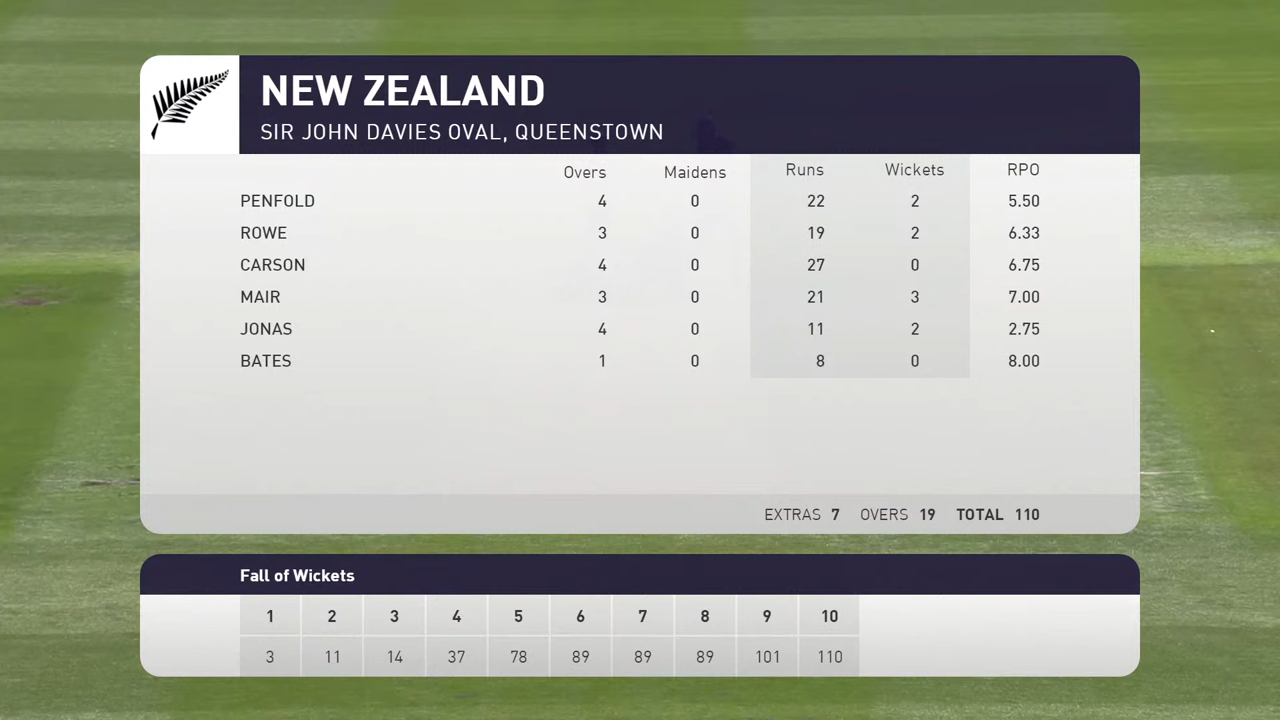 NEW ZEALAND
SIR JOHN DAVIES OVAL, QUEENSTOWN
Overs Maidens Runs Wickets RPO
PENFOLD 4 0 22 2 5.50
ROWE 3 0 19 2 6.33
CARSON 4 0 27 0 6.75
MAIR 3 0 21 3 7.00
JONAS 4 0 11 2 2.75
BATES 1 0 8 0 8.00
EXTRAS 7 OVERS 19 TOTAL 110
Fall of Wickets
1 2 3 4 5 6 7 8 9 10
3 11 14 37 78 89 89 89 101 110